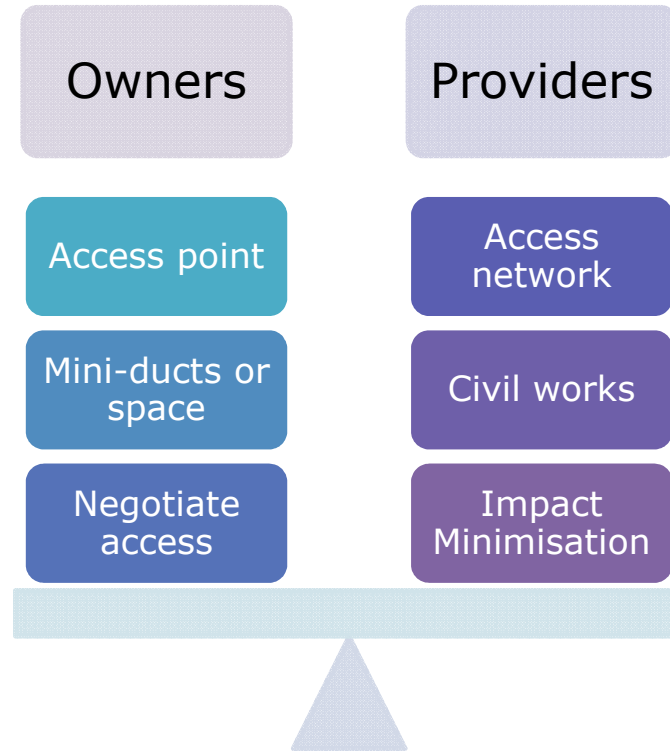 Owners
Providers
Access point
Mini-ducts or
space
Negotiate
access
Access
network
Civil works
Impact
Minimisation